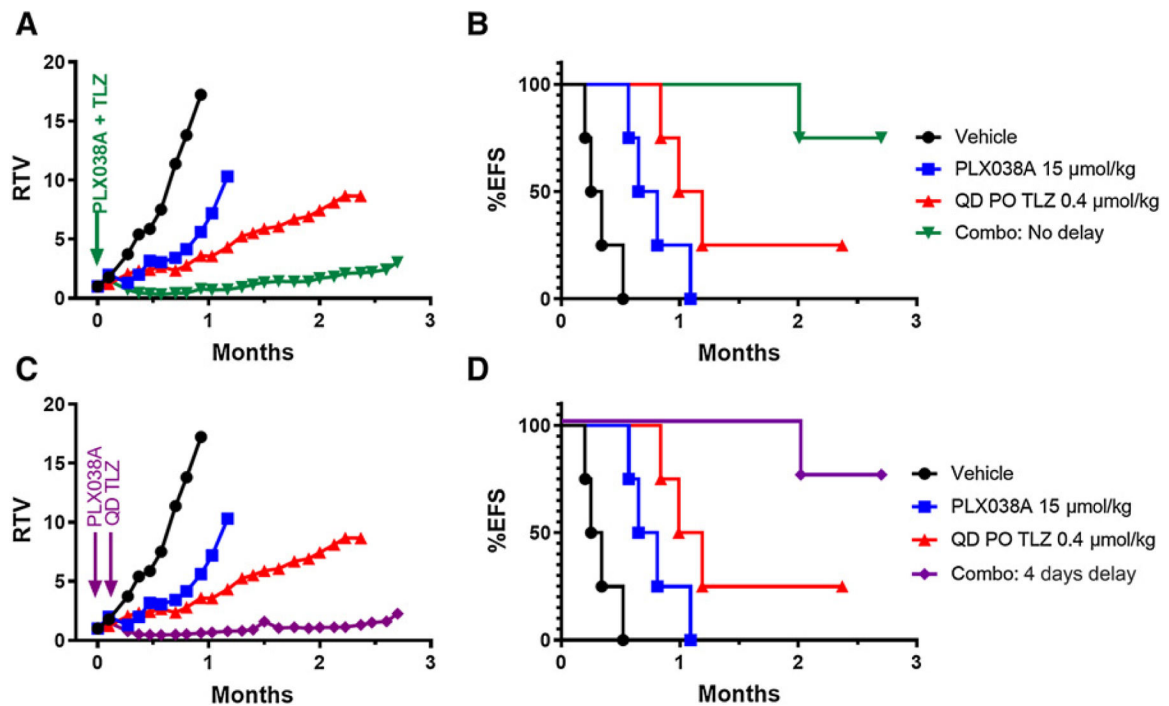 A
PLX038A + TLZ
RTV
20
15
10
5
0
0
1
2
3
Months
B
%EFS
100
50
0
0
1
2
3
Months
Vehicle
PLX038A 15 µmol/kg
QD PO TLZ 0.4 µmol/kg
Combo: No delay
C
PLX038A
QD TLZ
RTV
20
15
10
5
0
0
1
2
3
Months
D
%EFS
100
50
0
0
1
2
3
Months
Vehicle
PLX038A 15 µmol/kg
QD PO TLZ 0.4 µmol/kg
Combo: 4 days delay